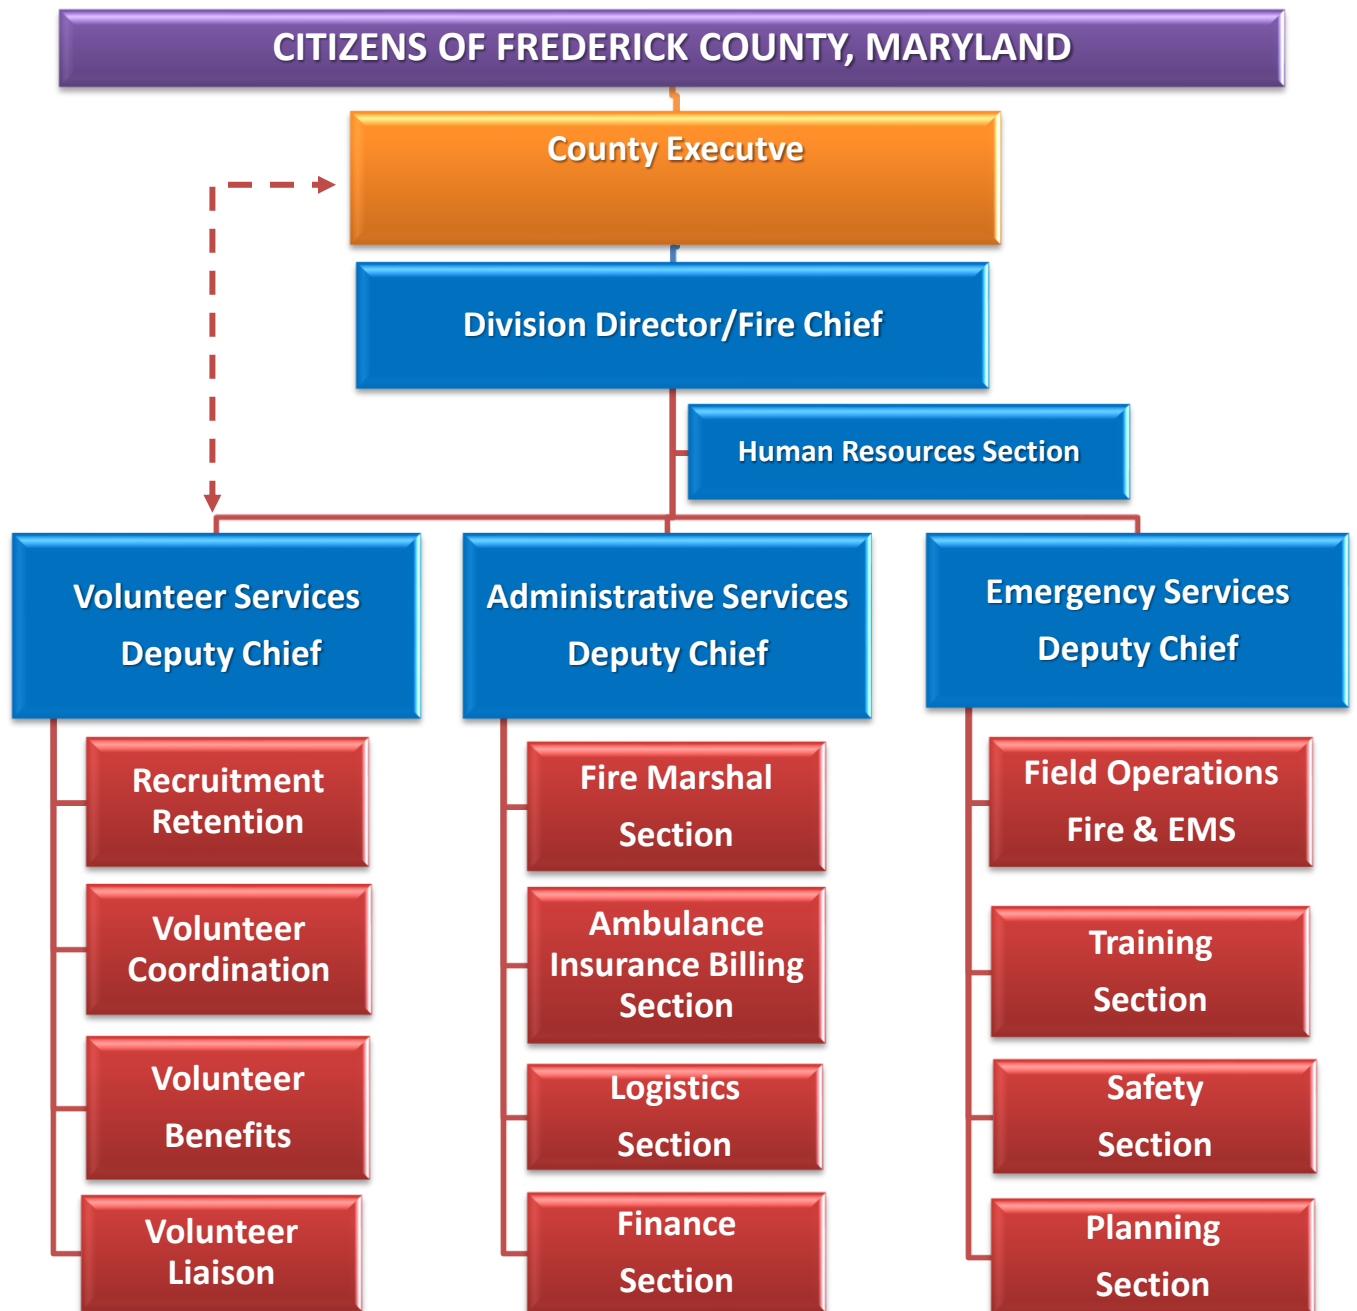 CITIZENS OF FREDERICK COUNTY, MARYLAND
County Executve
Division Director/Fire Chief
Human Resources Section
Volunteer Services
Deputy Chief
Administrative Services
Deputy Chief
Emergency Services
Deputy Chief
Recruitment
Retention
Volunteer
Coordination
Volunteer
Benefits
Volunteer
Liaison
Fire Marshal
Section
Ambulance
Insurance Billing
Section
Logistics
Section
Finance
Section
Field Operations
Fire & EMS
Training
Section
Safety
Section
Planning
Section